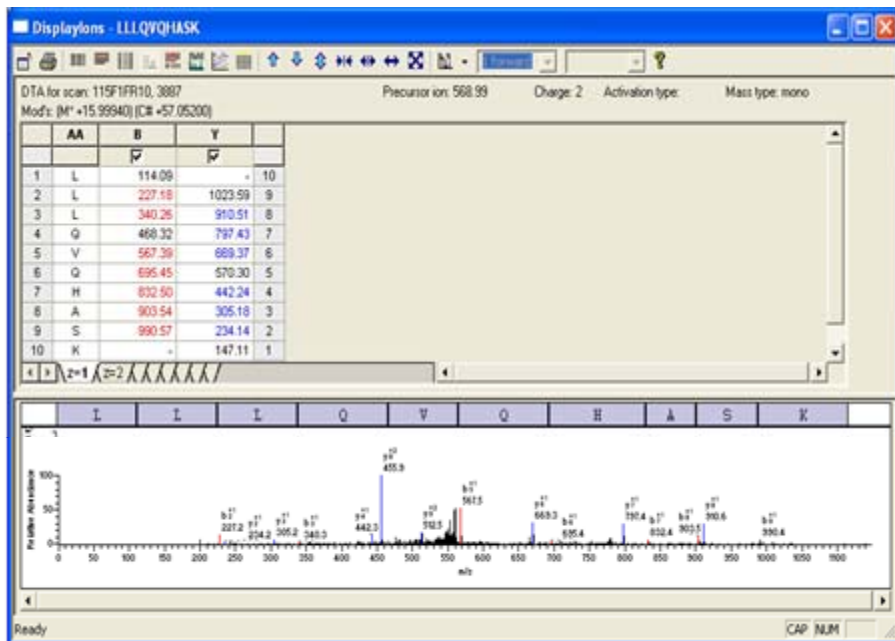 DisplayIons - LLLQVQHASK
DTA for scan: 115F1FR10, 3887 Precursor ion: 568.99 Charge: 2 Activation type: Mass type: mono
Mod's: (M* +15.99940) (C# +57.05200)
AA B Y
1 L 114.09 - 10
2 L 227.18 1023.59 9
3 L 340.26 910.51 8
4 Q 468.32 797.43 7
5 V 567.39 669.37 6
6 Q 695.45 570.30 5
7 H 832.50 442.24 4
8 A 903.54 305.18 3
9 S 990.57 234.14 2
10 K - 147.11 1
z=1 z=2
L L L Q V Q H A S K
100
50
0
Relative Abundance
455.9
567.5
227.2 234.2 305.2 340.3 442.3 512.5 669.3 695.4 797.4 832.4 903.5 910.6 990.4
0 50 100 150 200 250 300 350 400 450 500 550 600 650 700 750 800 850 900 950 1000 1050 1100
m/z
Ready CAP NUM